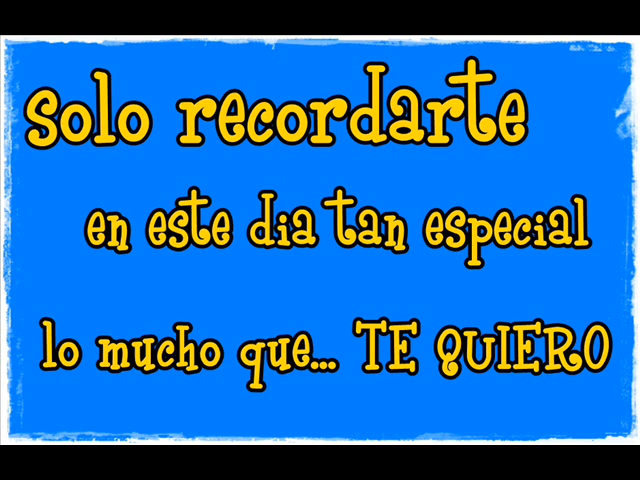 solo recordarte
en este dia tan especial
lo mucho que... TE QUIERO